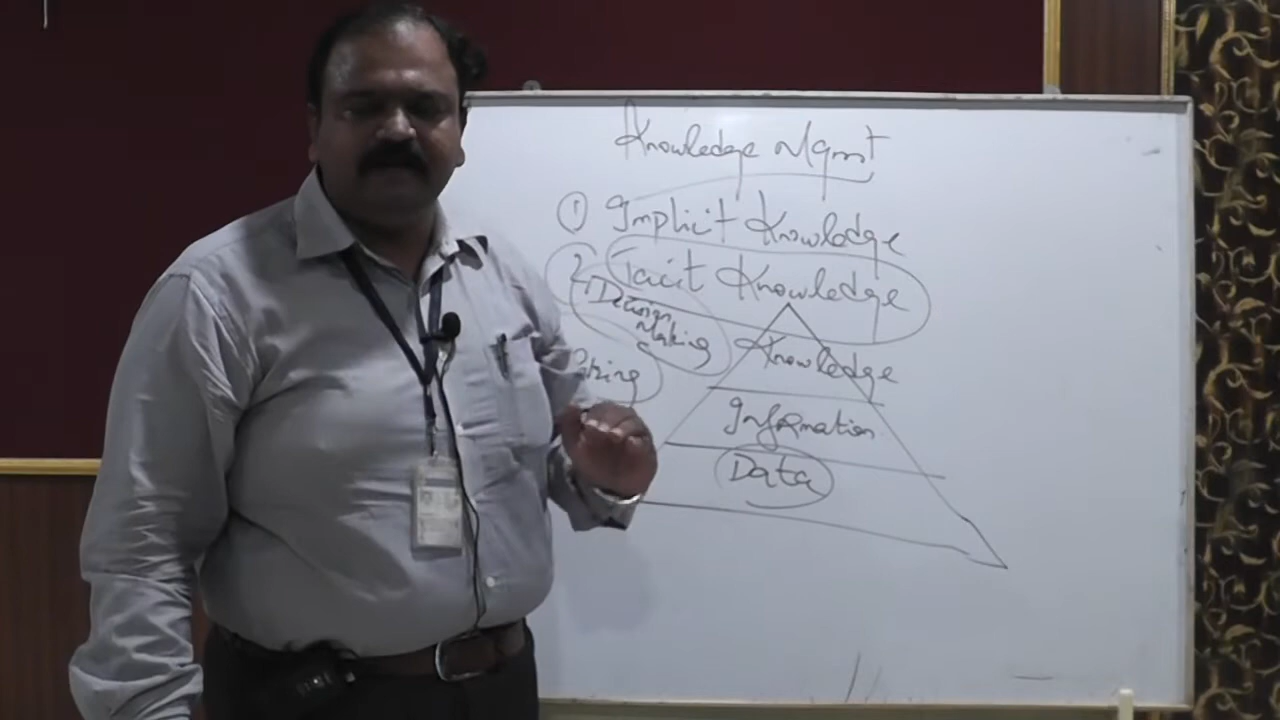 Knowledge Mgmt
① Implicit Knowledge
2 Tacit Knowledge
Decision
Making
Knowledge
Information
Data